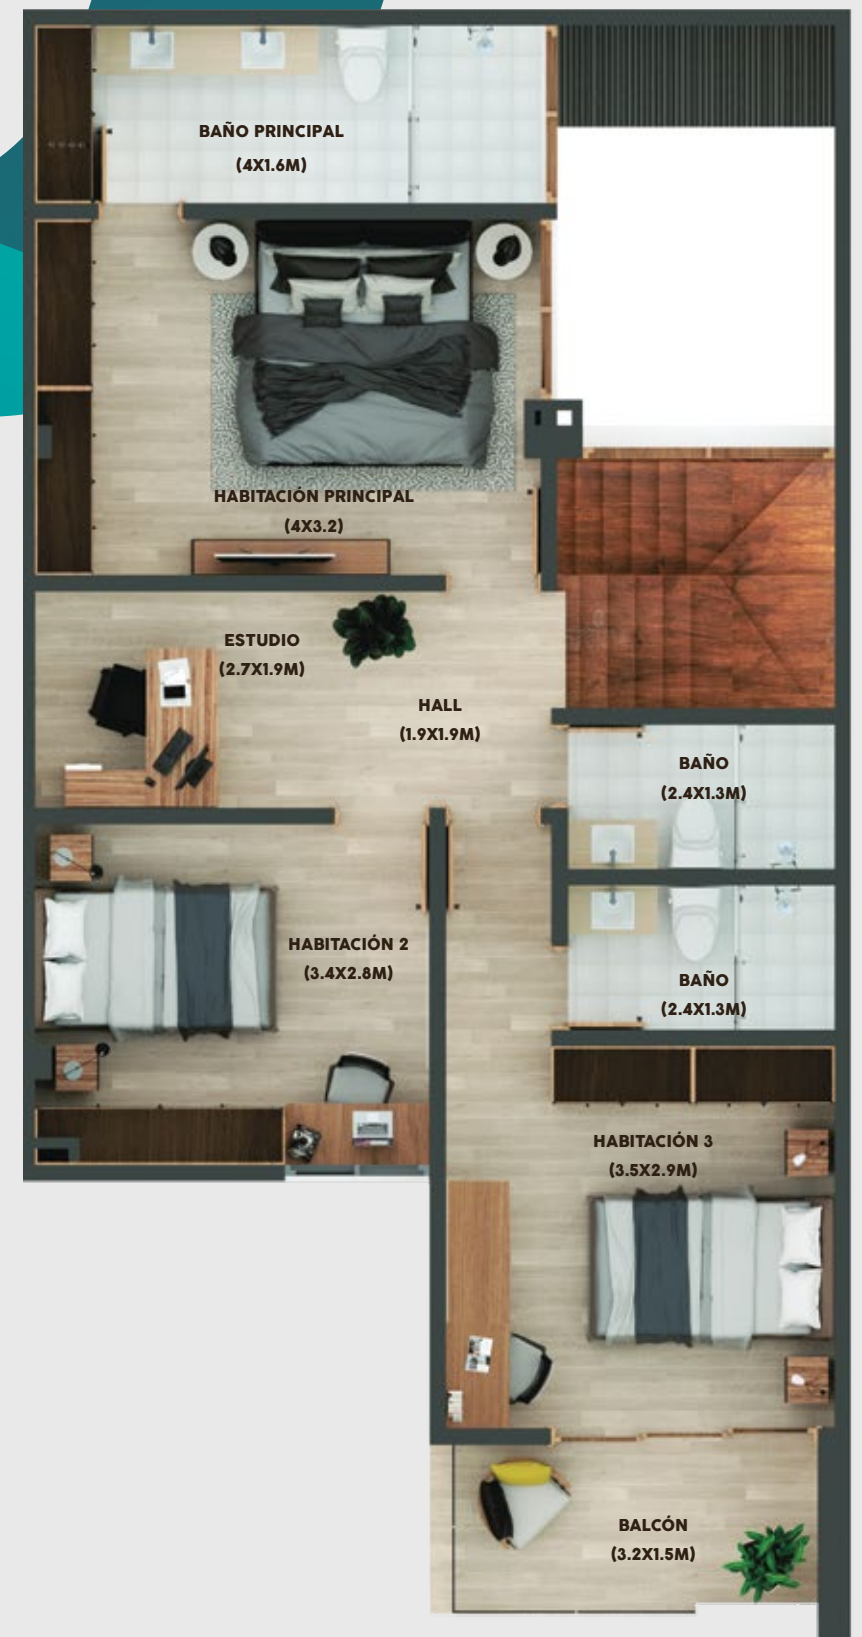 BAÑO PRINCIPAL
(4X1.6M)
HABITACIÓN PRINCIPAL
(4X3.2)
ESTUDIO
(2.7X1.9M)
HALL
(1.9X1.9M)
BAÑO
(2.4X1.3M)
HABITACIÓN 2
(3.4X2.8M)
BAÑO
(2.4X1.3M)
HABITACIÓN 3
(3.5X2.9M)
BALCÓN
(3.2X1.5M)